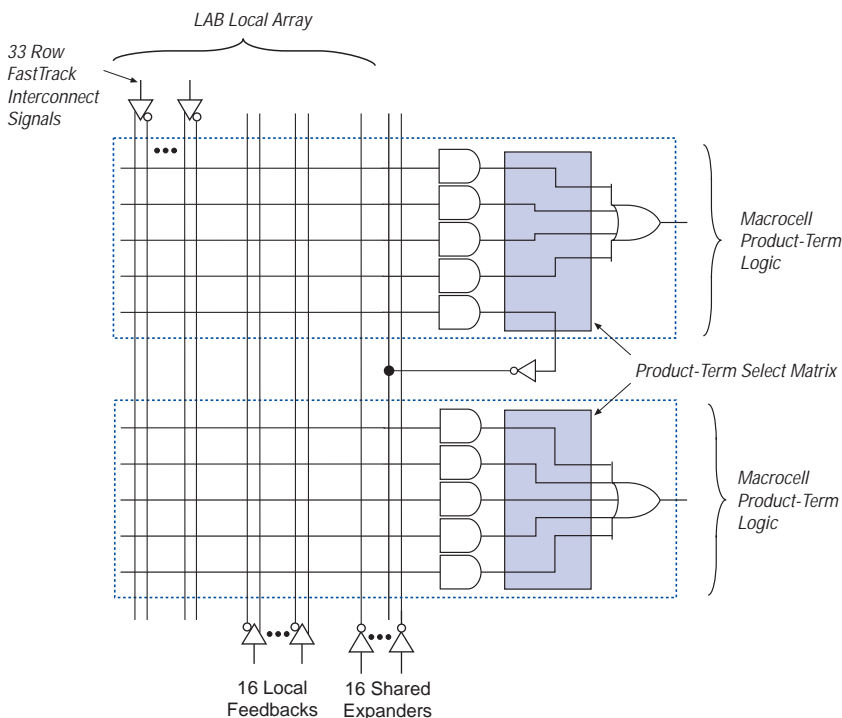 LAB Local Array
33 Row
FastTrack
Interconnect
Signals
Macrocell
Product-Term
Logic
Product-Term Select Matrix
Macrocell
Product-Term
Logic
16 Local
Feedbacks
16 Shared
Expanders